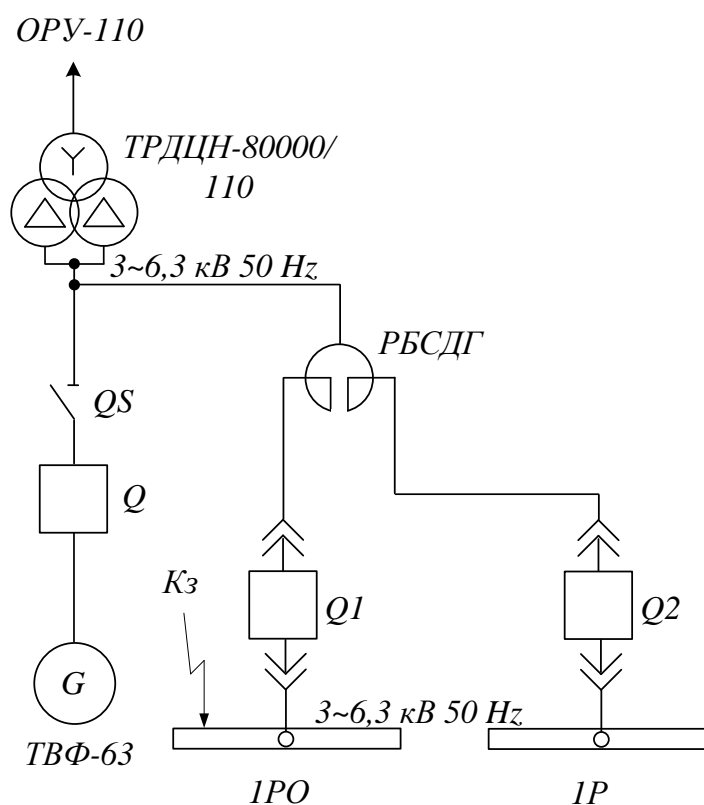 ОРУ-110
ТРДЦН-80000/
110
3~6,3 кВ 50 Hz
РБСДГ
QS
Q
Кз
Q1
Q2
G
3~6,3 кВ 50 Hz
ТВФ-63
1РО
1Р